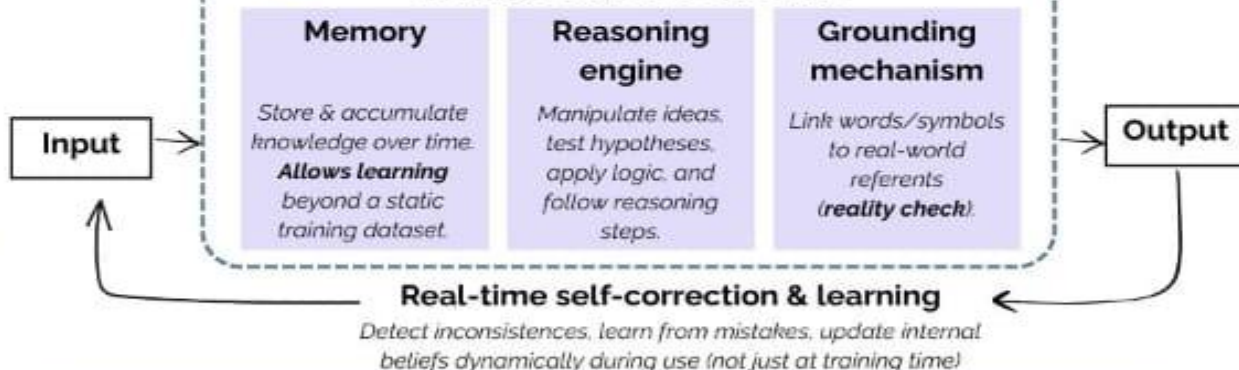 Memory
Store & accumulate
knowledge over time.
Allows learning
beyond a static
training dataset.
Reasoning
engine
Manipulate ideas,
test hypotheses,
apply logic, and
follow reasoning
steps.
Grounding
mechanism
Link words/symbols
to real-world
referents
(reality check).
Input
Output
Real-time self-correction & learning
Detect inconsistences, learn from mistakes, update internal
beliefs dynamically during use (not just at training time)